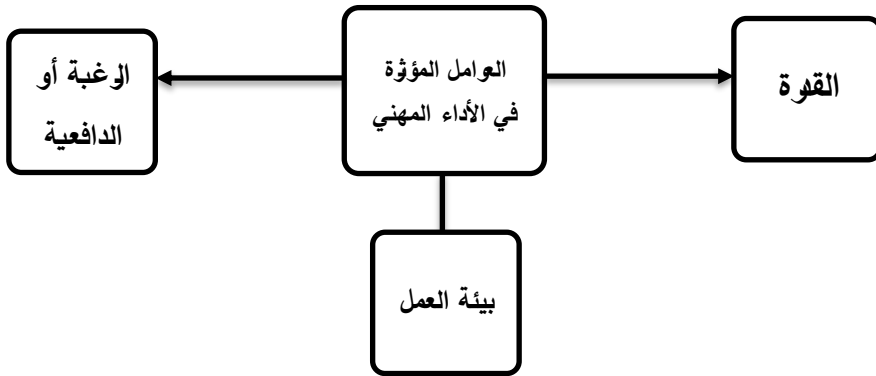 العوامل المؤثرة
في الأداء المهني
القدرة
الرغبة أو
الدافعية
بيئة العمل